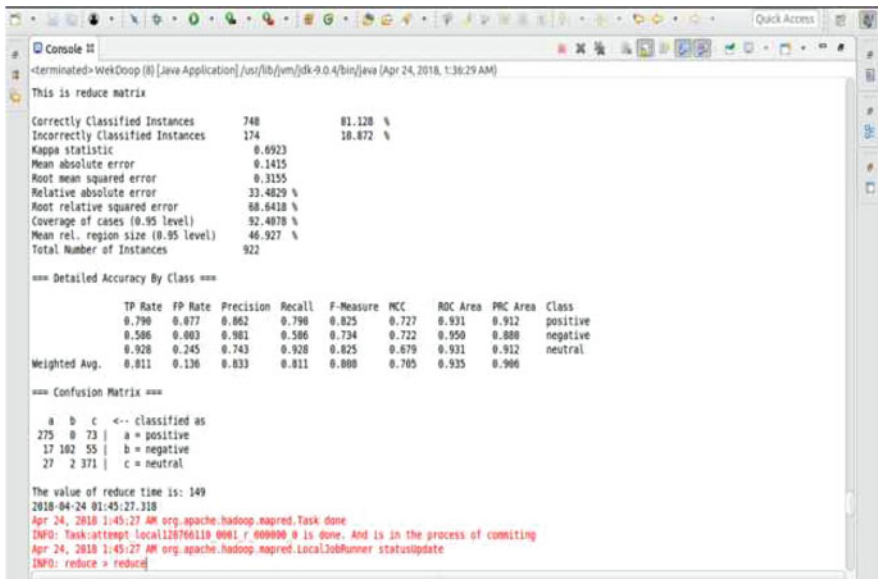 Quick Access
Console
<terminated> WekDoop (8) [Java Application] /usr/lib/jvm/jdk-9.0.4/bin/java (Apr 24, 2018, 1:36:29 AM)
This is reduce matrix
Correctly Classified Instances 748 81.128 %
Incorrectly Classified Instances 174 18.872 %
Kappa statistic 0.6923
Mean absolute error 0.1415
Root mean squared error 0.3155
Relative absolute error 33.4829 %
Root relative squared error 68.6418 %
Coverage of cases (0.95 level) 92.4078 %
Mean rel. region size (0.95 level) 46.927 %
Total Number of Instances 922
=== Detailed Accuracy By Class ===
TP Rate FP Rate Precision Recall F-Measure MCC ROC Area PRC Area Class
0.790 0.077 0.862 0.790 0.825 0.727 0.931 0.912 positive
0.586 0.003 0.981 0.586 0.734 0.722 0.950 0.880 negative
0.928 0.245 0.743 0.928 0.825 0.679 0.931 0.912 neutral
Weighted Avg. 0.811 0.136 0.833 0.811 0.808 0.705 0.935 0.906
=== Confusion Matrix ===
a b c <-- classified as
275 0 73 | a = positive
17 102 55 | b = negative
27 2 371 | c = neutral
The value of reduce time is: 149
2018-04-24 01:45:27.318
Apr 24, 2018 1:45:27 AM org.apache.hadoop.mapred.Task done
INFO: Task:attempt_local128766110_0001_r_000000_0 is done. And is in the process of commiting
Apr 24, 2018 1:45:27 AM org.apache.hadoop.mapred.LocalJobRunner statusUpdate
INFO: reduce > reduce